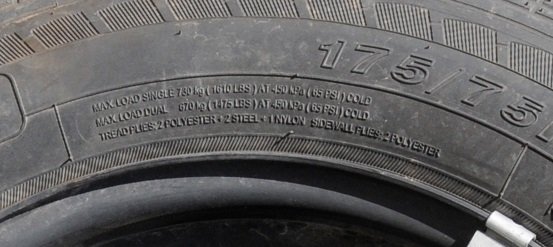 175/75
MAX. LOAD SINGLE 730 kg ( 1610 LBS ) AT 450 kPa ( 65 PSI ) COLD
MAX. LOAD DUAL 670 kg ( 1475 LBS ) AT 450 kPa ( 65 PSI ) COLD
TREAD PLIES: 2 POLYESTER + 2 STEEL + 1 NYLON SIDEWALL PLIES: 2 POLYESTER